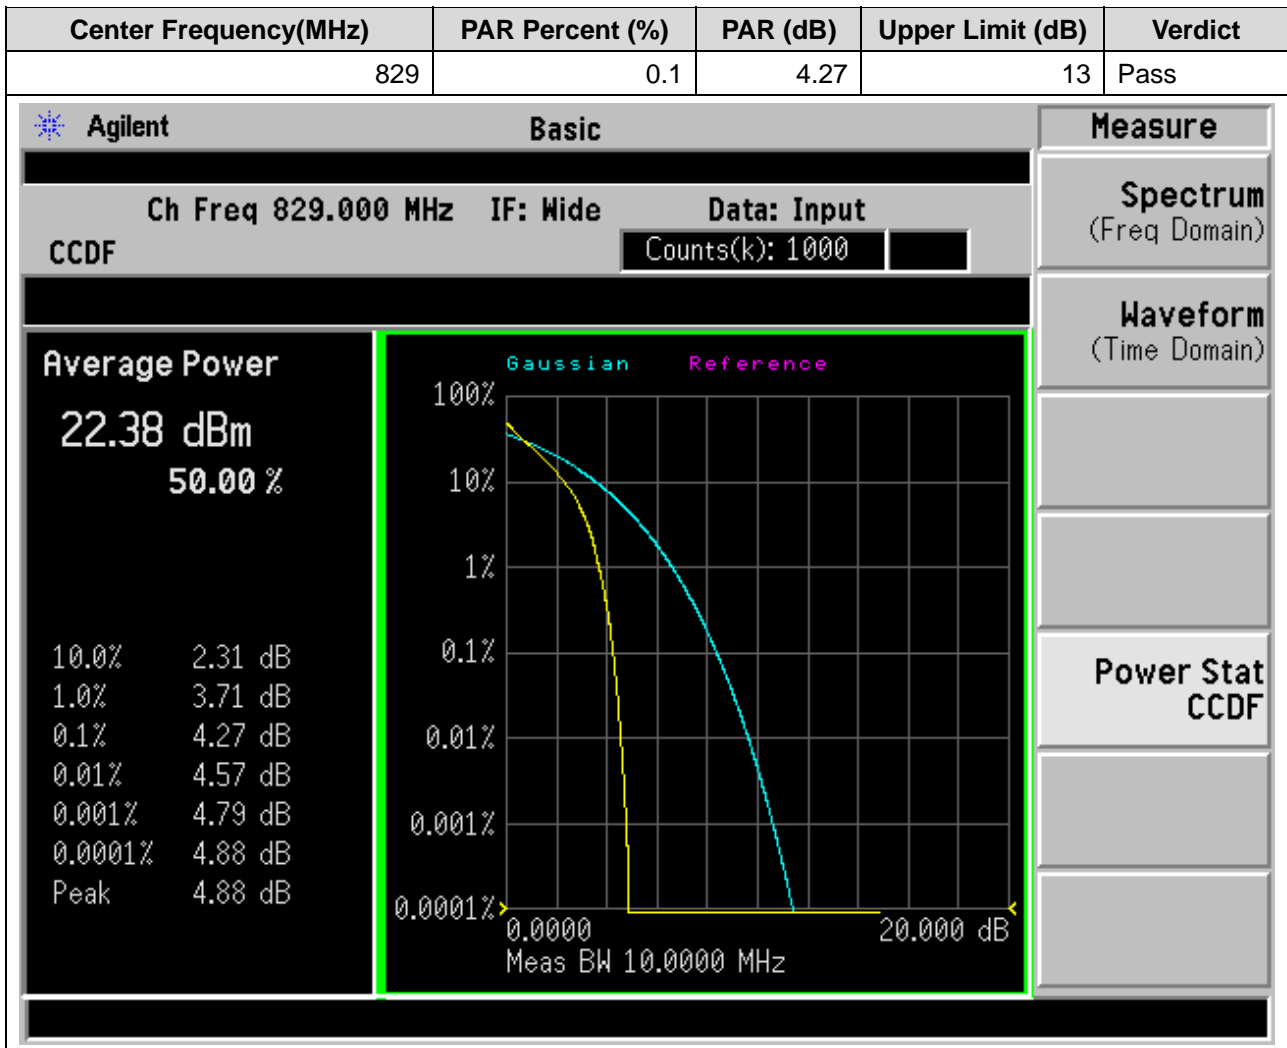 Center Frequency(MHz) PAR Percent (%) PAR (dB) Upper Limit (dB) Verdict
829 0.1 4.27 13 Pass
Agilent Basic Measure
Ch Freq 829.000 MHz IF: Wide Data: Input
CCDF Counts(k): 1000
Spectrum
(Freq Domain)
Waveform
(Time Domain)
Power Stat
CCDF
Average Power
22.38 dBm
50.00 %
10.0% 2.31 dB
1.0% 3.71 dB
0.1% 4.27 dB
0.01% 4.57 dB
0.001% 4.79 dB
0.0001% 4.88 dB
Peak 4.88 dB
Gaussian Reference
100%
10%
1%
0.1%
0.01%
0.001%
0.0001%
0.0000 20.000 dB
Meas BW 10.0000 MHz